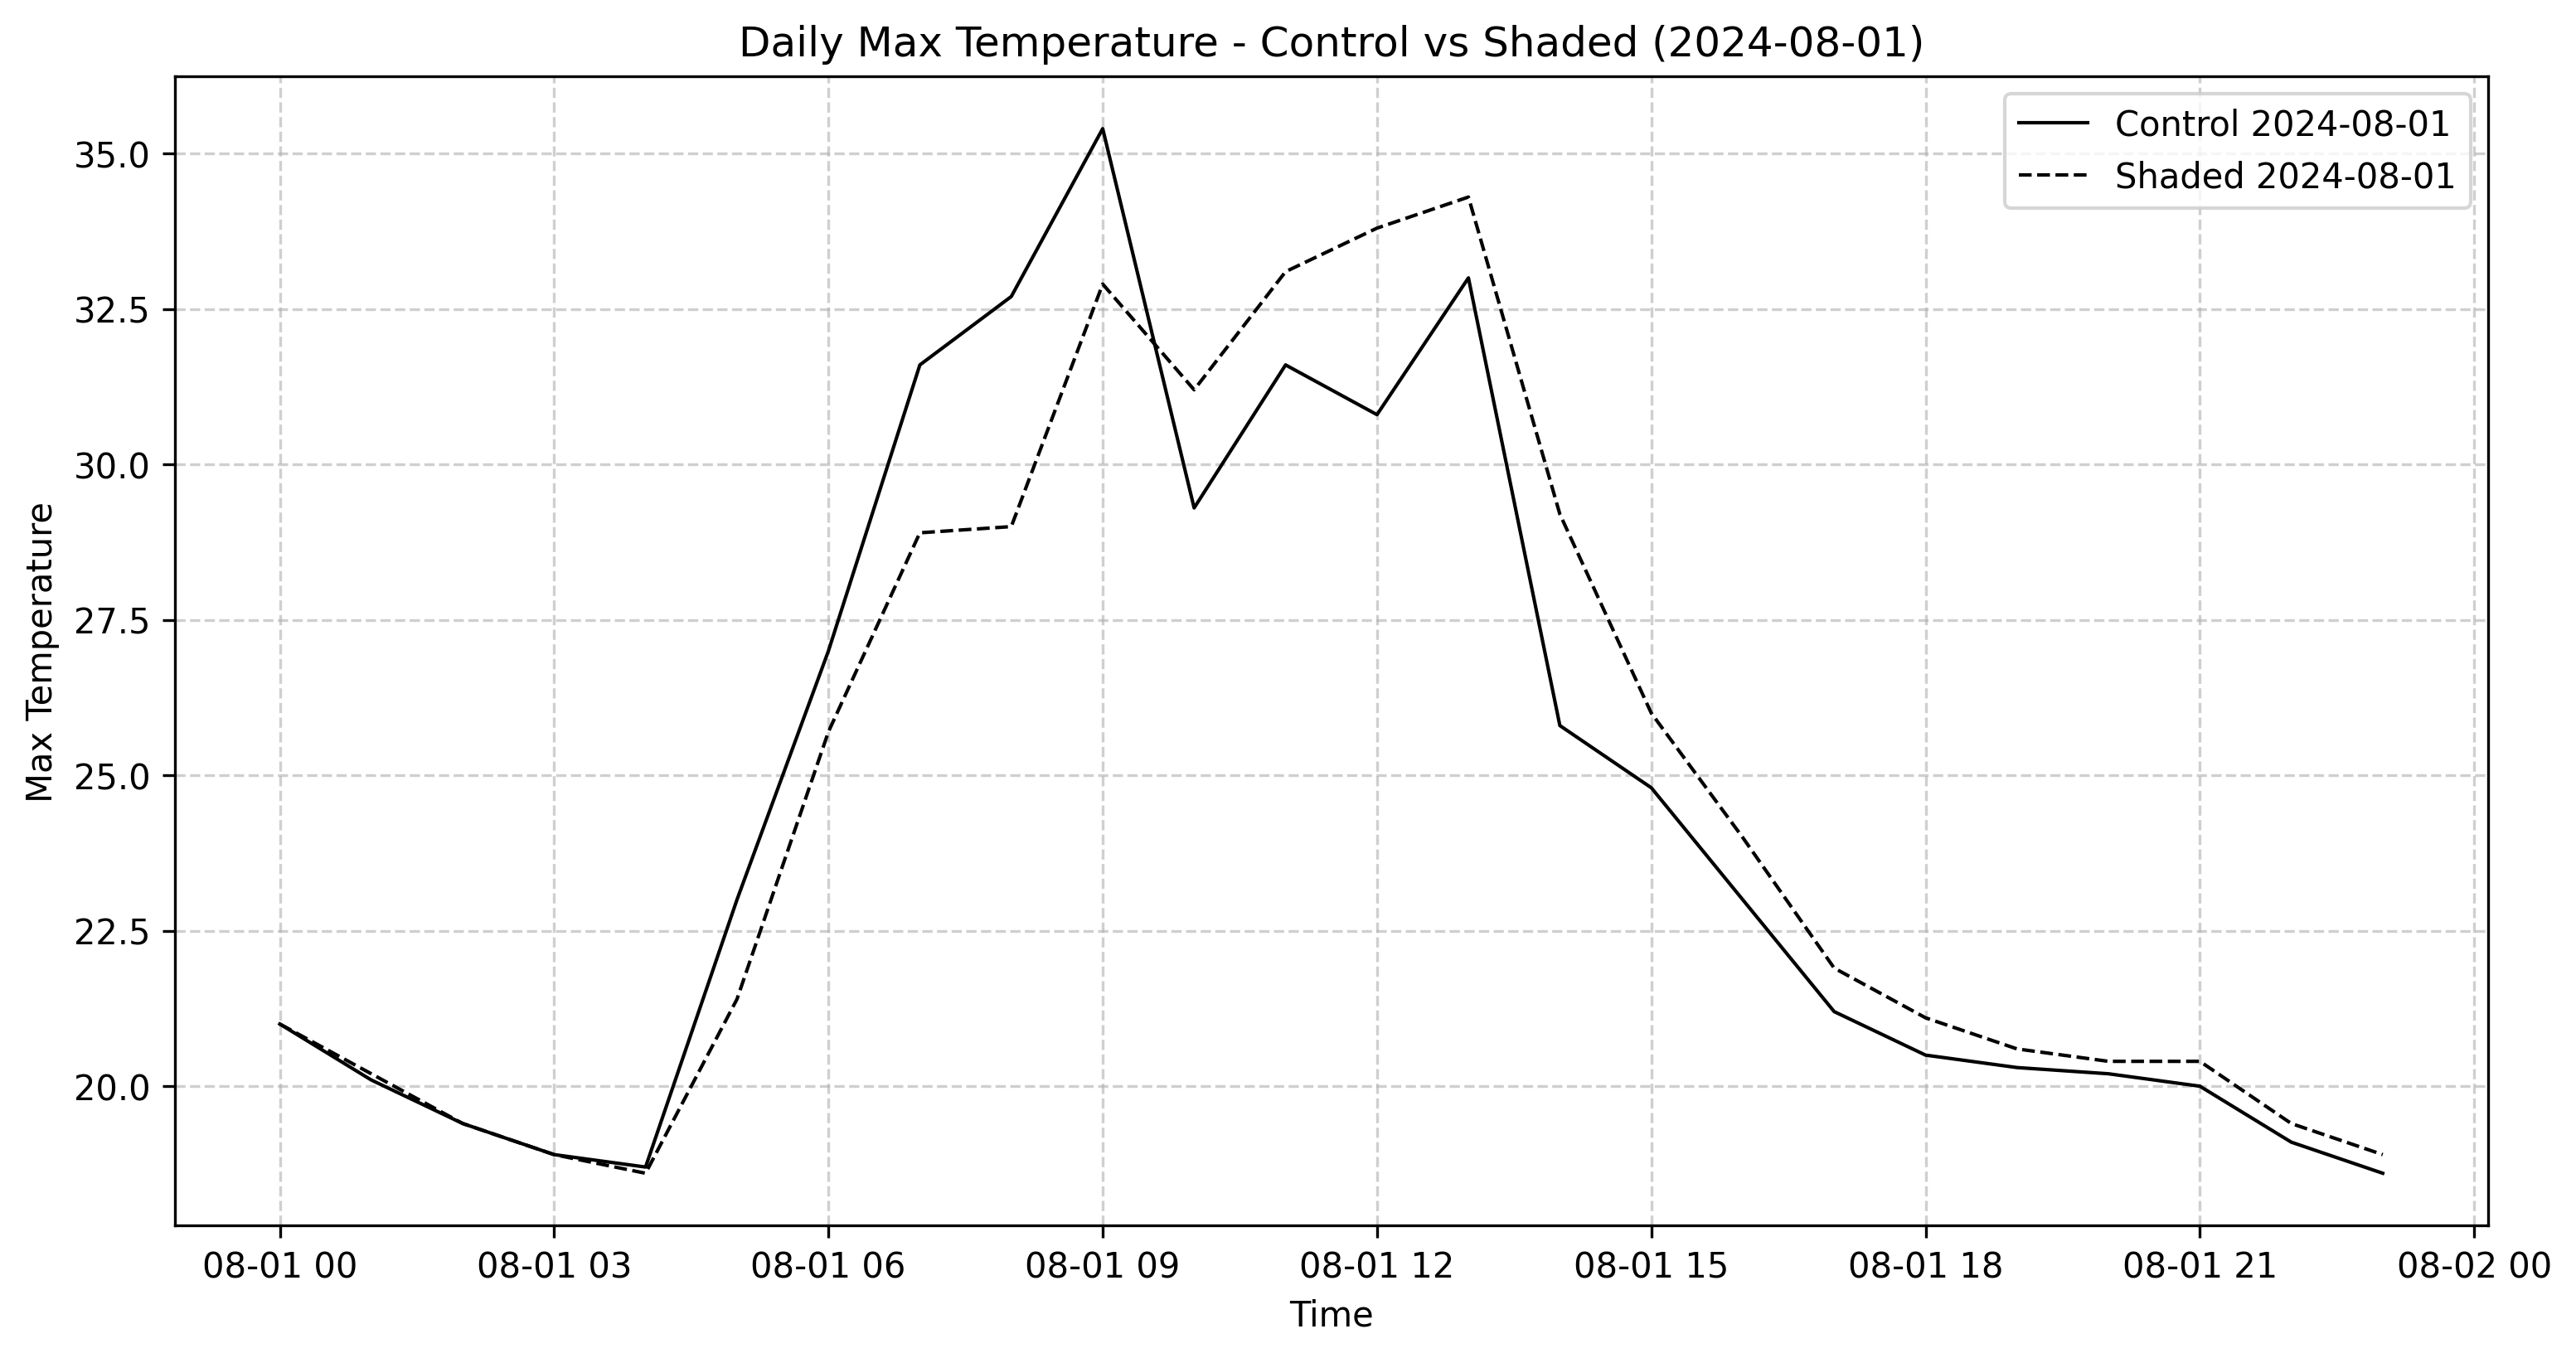 Daily Max Temperature - Control vs Shaded (2024-08-01)
Control 2024-08-01
Shaded 2024-08-01
Max Temperature
35.0
32.5
30.0
27.5
25.0
22.5
20.0
08-01 00 08-01 03 08-01 06 08-01 09 08-01 12 08-01 15 08-01 18 08-01 21 08-02 00
Time